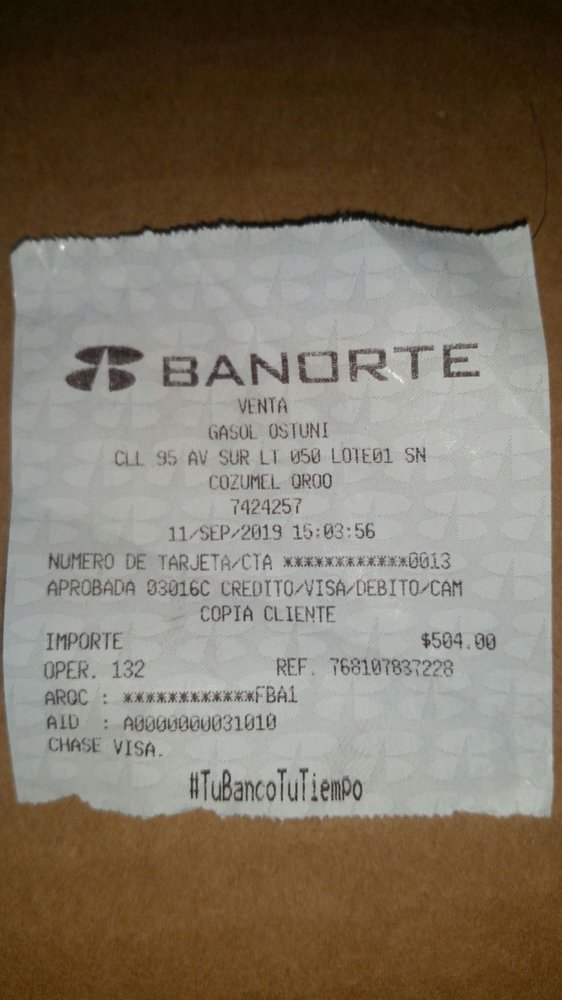 BANORTE
VENTA
GASOL OSTUNI
CLL 95 AV SUR LT 050 LOTE01 SN
COZUMEL QROO
7424257
11/SEP/2019 15:03:56
NUMERO DE TARJETA/CTA ************0013
APROBADA 03016C CREDITO/VISA/DEBITO/CAM
COPIA CLIENTE
IMPORTE $504.00
OPER. 132 REF. 768107837228
ARQC : ************FBA1
AID : A0000000031010
CHASE VISA.
#TuBancoTuTiempo